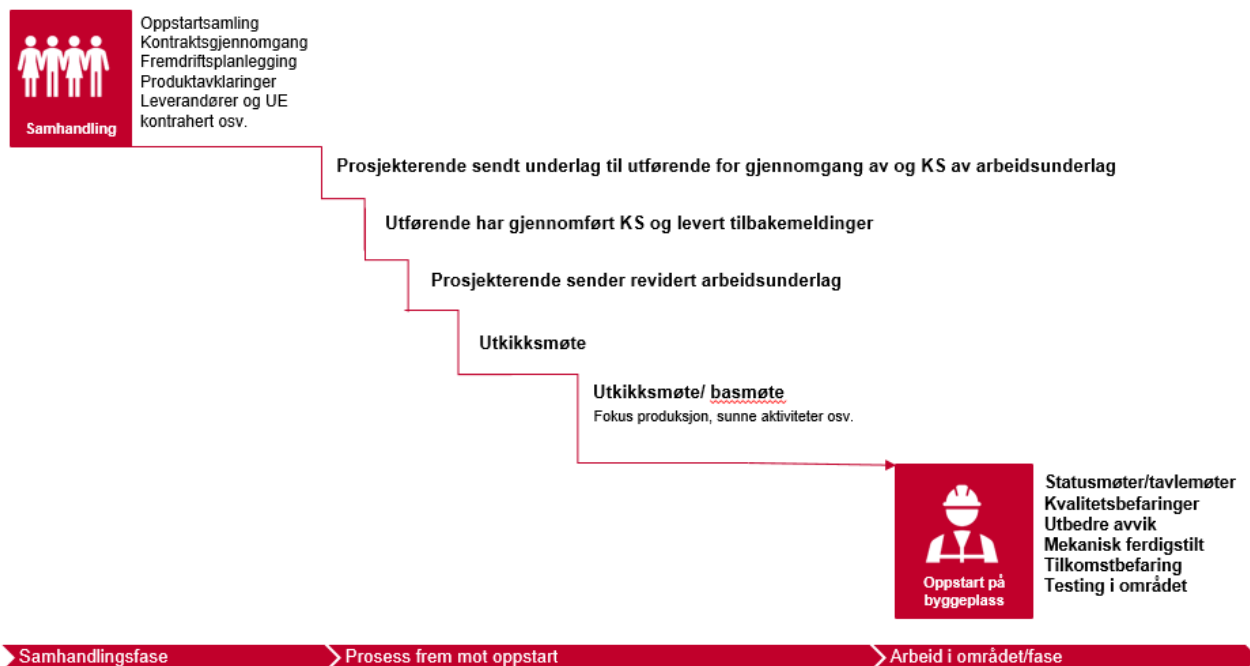 Oppstartsamling
Kontraktsgjennomgang
Fremdriftsplanlegging
Produktavklaringer
Leverandører og UE
kontrahert osv.
Samhandling
Prosjekterende sendt underlag til utførende for gjennomgang av og KS av arbeidsunderlag
Utførende har gjennomført KS og levert tilbakemeldinger
Prosjekterende sender revidert arbeidsunderlag
Utkikksmøte
Utkikksmøte/ basmøte
Fokus produksjon, sunne aktiviteter osv.
Oppstart på
byggeplass
Statusmøter/tavlemøter
Kvalitetsbefaringer
Utbedre avvik
Mekanisk ferdigstilt
Tilkomstbefaring
Testing i området
Samhandlingsfase
Prosess frem mot oppstart
Arbeid i området/fase